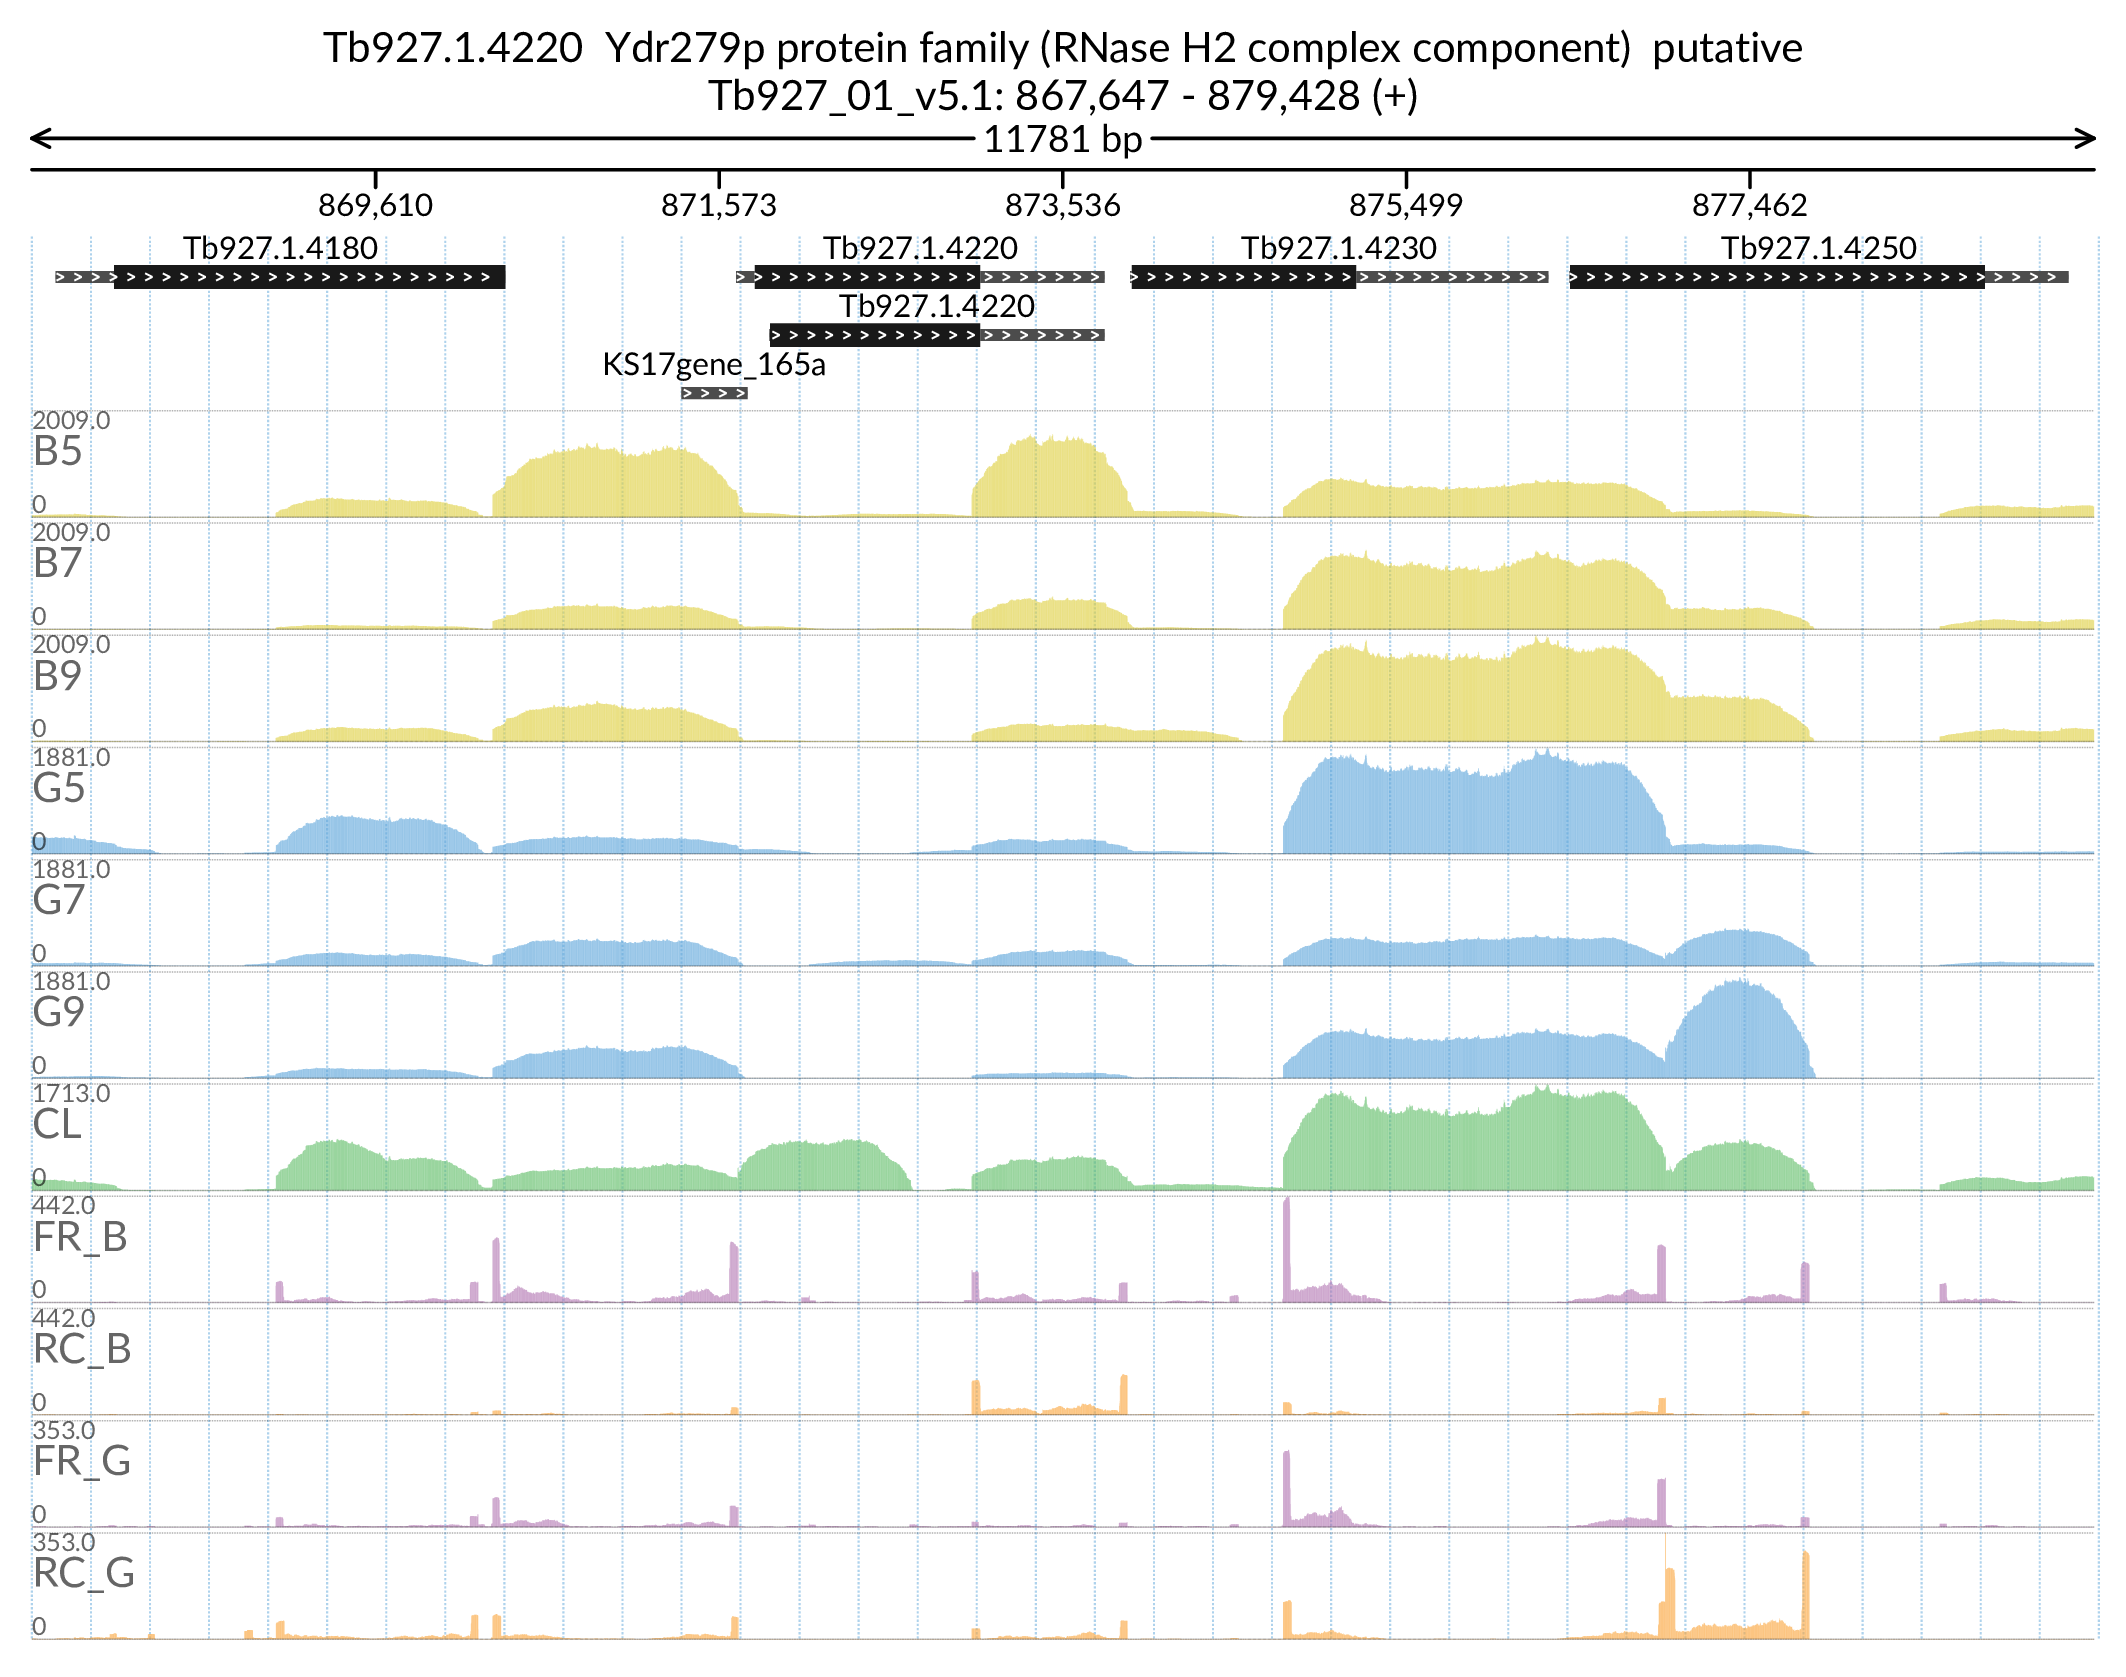 Tb927.1.4220  Ydr279p protein family (RNase H2 complex component)  putative
Tb927_01_v5.1: 867,647 - 879,428 (+)
11781 bp
869,610 871,573 873,536 875,499 877,462
Tb927.1.4180 Tb927.1.4220 Tb927.1.4230 Tb927.1.4250
Tb927.1.4220
KS17gene_165a
2009.0
B5
0
2009.0
B7
0
2009.0
B9
0
1881.0
G5
0
1881.0
G7
0
1881.0
G9
0
1713.0
CL
0
442.0
FR_B
0
442.0
RC_B
0
353.0
FR_G
0
353.0
RC_G
0